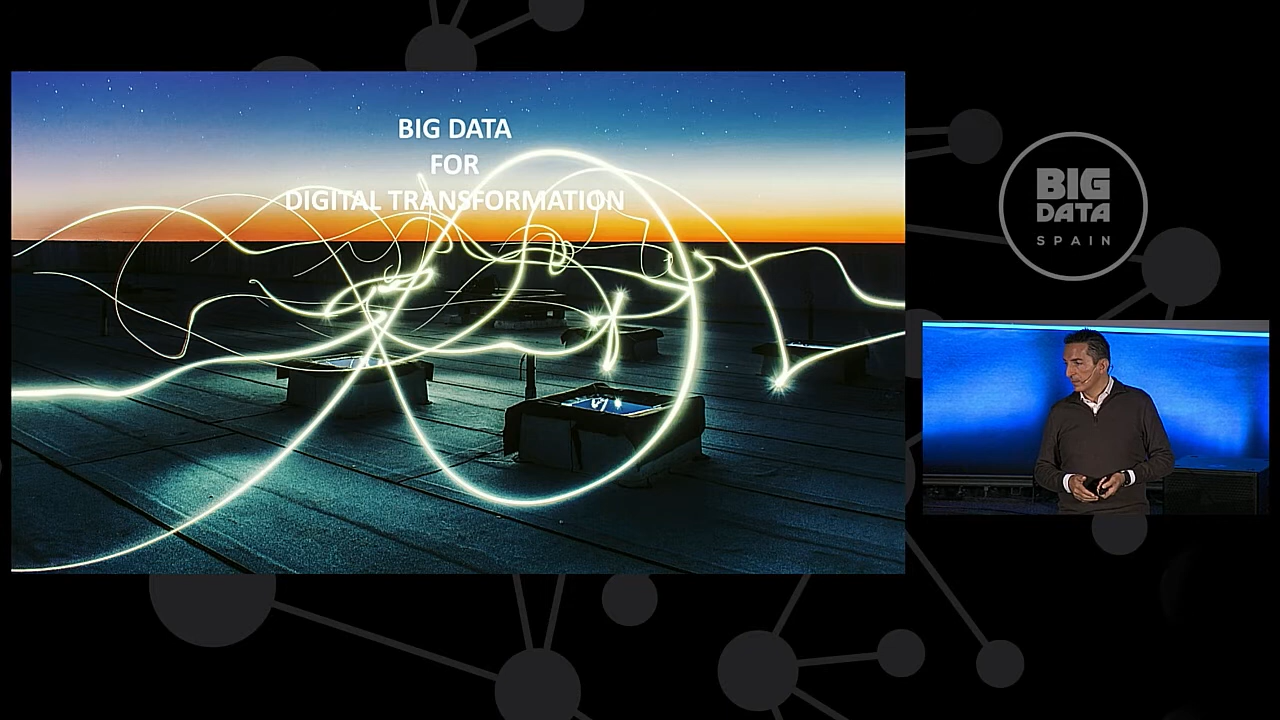 BIG DATA
FOR
DIGITAL TRANSFORMATION
BIG
DATA
SPAIN